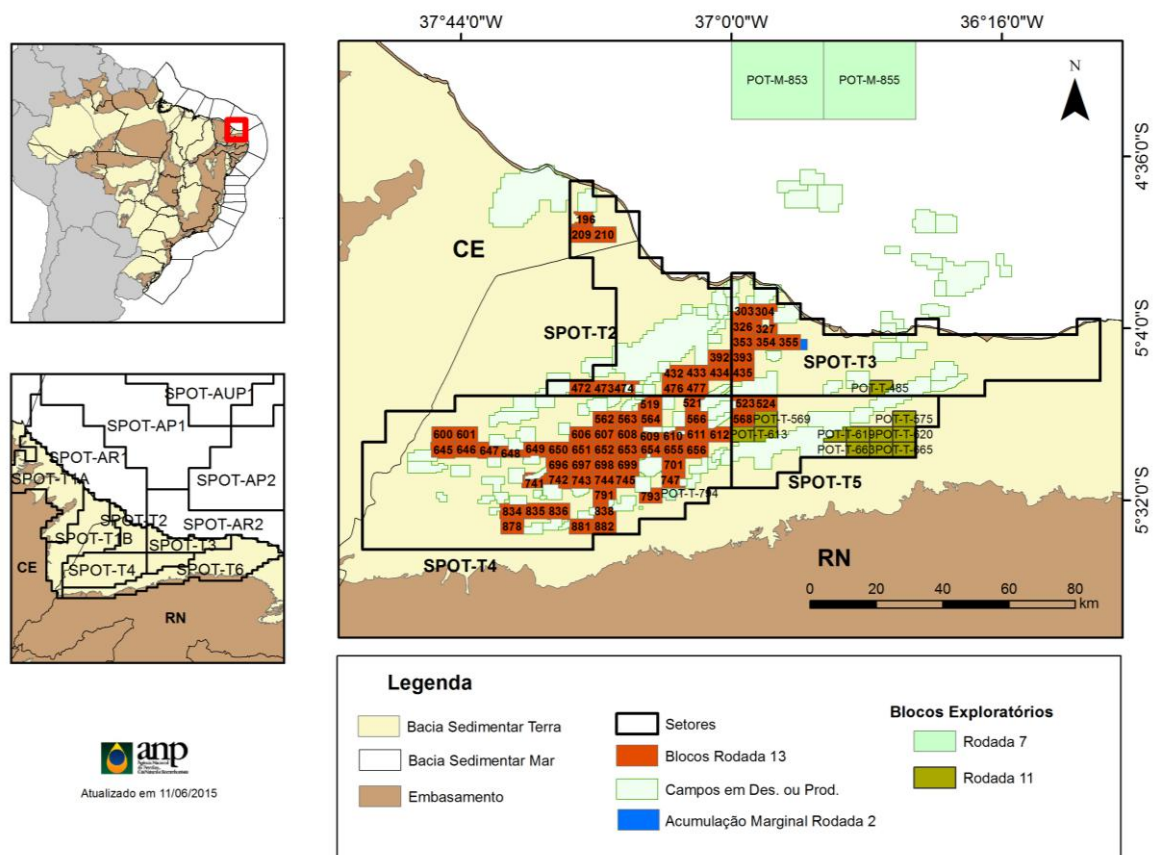 37°44'0"W
37°0'0"W
36°16'0"W
POT-M-853
POT-M-855
N
4°36'0"S
196
209 210
CE
303 304
SPOT-T2
326 327
5°4'0"S
353 354 355
392 393
SPOT-T3
432 433 434 435
472 473 474 476 477
POT-T-485
519 521 523 524
562 563 564 566 568 POT-T-569 POT-T-575
600 601 606 607 608 609 610 611 612 POT-T-613 POT-T-619 POT-T-620
645 646 647 648 649 650 651 652 653 654 655 656 POT-T-663 POT-T-665
696 697 698 699 701
741 742 743 744 745 747
SPOT-T5
791 793 POT-T-794
5°32'0"S
834 835 836 838
878 881 882
SPOT-T4
RN
0 20 40 60 80
km
SPOT-AUP1
SPOT-AP1
SPOT-AR1
SPOT-T1A
SPOT-AP2
SPOT-T2
SPOT-AR2
SPOT-T1B
SPOT-T3
CE
SPOT-T4
SPOT-T6
RN
anp
Atualizado em 11/06/2015
Legenda
Bacia Sedimentar Terra
Bacia Sedimentar Mar
Embasamento
Setores
Blocos Rodada 13
Campos em Des. ou Prod.
Acumulação Marginal Rodada 2
Blocos Exploratórios
Rodada 7
Rodada 11